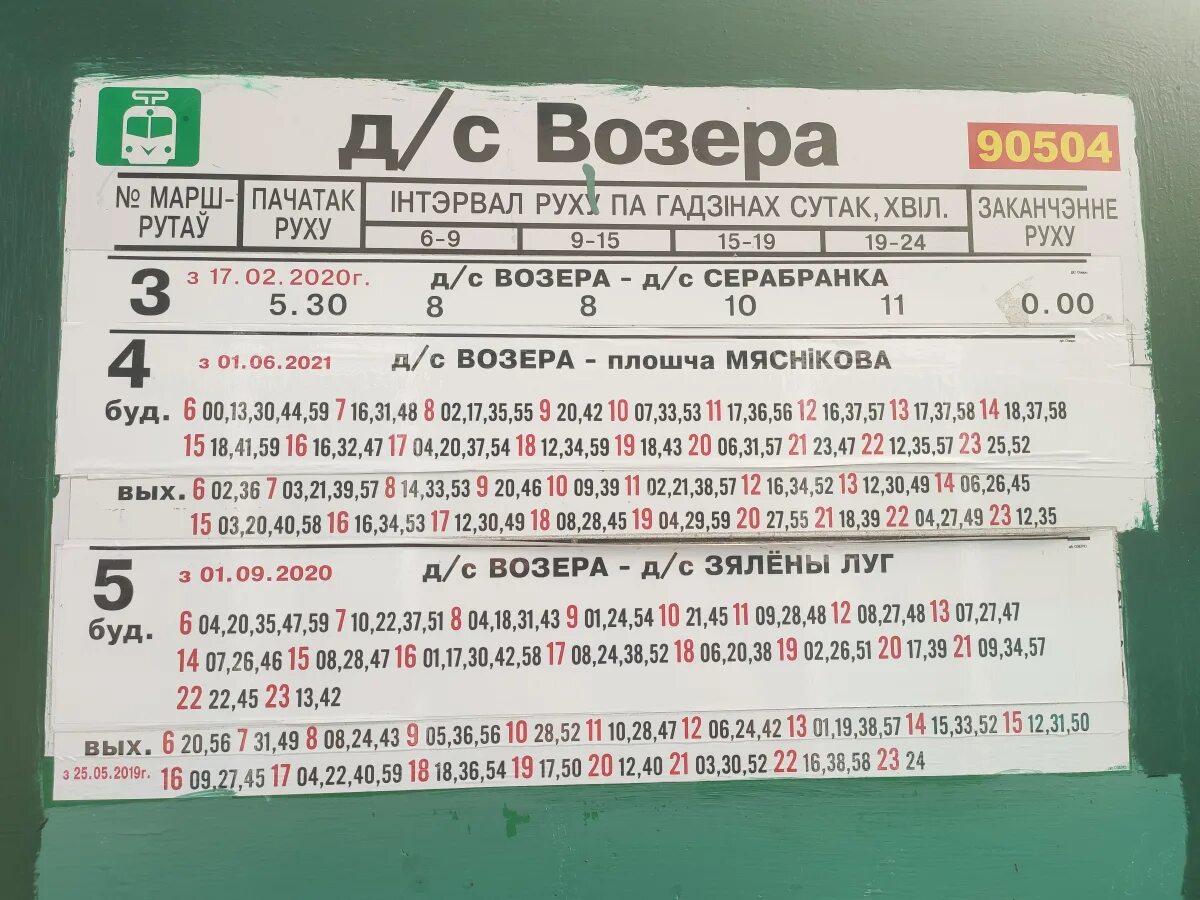 д/с Возера
90504
№ МАРШ-
РУТАЎ
ПАЧАТАК
РУХУ
ІНТЭРВАЛ РУХУ ПА ГАДЗІНАХ СУТАК, ХВІЛ.
6-9 9-15 15-19 19-24
ЗАКАНЧЭННЕ
РУХУ
3 з 17.02.2020г. д/с ВОЗЕРА - д/с СЕРАБРАНКА
5.30 8 8 10 11 0.00
4 з 01.06.2021 д/с ВОЗЕРА - плошча МЯСНіКОВА
буд. 6 00,13,30,44,59 7 16,31,48 8 02,17,35,55 9 20,42 10 07,33,53 11 17,36,56 12 16,37,57 13 17,37,58 14 18,37,58
15 18,41,59 16 16,32,47 17 04,20,37,54 18 12,34,59 19 18,43 20 06,31,57 21 23,47 22 12,35,57 23 25,52
вых. 6 02,36 7 03,21,39,57 8 14,33,53 9 20,46 10 09,39 11 02,21,38,57 12 16,34,52 13 12,30,49 14 06,26,45
15 03,20,40,58 16 16,34,53 17 12,30,49 18 08,28,45 19 04,29,59 20 27,55 21 18,39 22 04,27,49 23 12,35
5 з 01.09.2020 д/с ВОЗЕРА - д/с ЗЯЛЁНЫ ЛУГ
буд. 6 04,20,35,47,59 7 10,22,37,51 8 04,18,31,43 9 01,24,54 10 21,45 11 09,28,48 12 08,27,48 13 07,27,47
14 07,26,46 15 08,28,47 16 01,17,30,42,58 17 08,24,38,52 18 06,20,38 19 02,26,51 20 17,39 21 09,34,57
22 22,45 23 13,42
вых. 6 20,56 7 31,49 8 08,24,43 9 05,36,56 10 28,52 11 10,28,47 12 06,24,42 13 01,19,38,57 14 15,33,52 15 12,31,50
з 25.05.2019г. 16 09,27,45 17 04,22,40,59 18 18,36,54 19 17,50 20 12,40 21 03,30,52 22 16,38,58 23 24